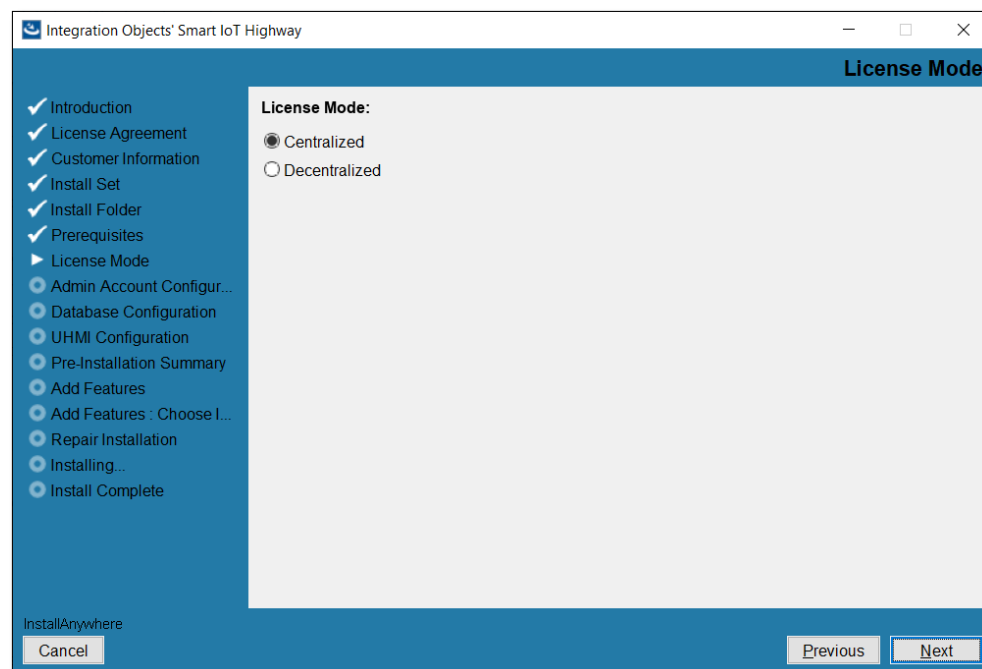 Integration Objects' Smart IoT Highway
License Mode
Introduction
License Agreement
Customer Information
Install Set
Install Folder
Prerequisites
License Mode
Admin Account Configur...
Database Configuration
UHMI Configuration
Pre-Installation Summary
Add Features
Add Features : Choose I...
Repair Installation
Installing...
Install Complete
License Mode:
Centralized
Decentralized
InstallAnywhere
Cancel
Previous
Next